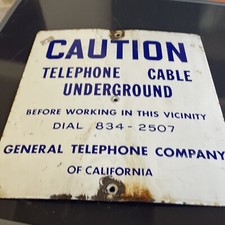 CAUTION
TELEPHONE CABLE
UNDERGROUND
BEFORE WORKING IN THIS VICINITY
DIAL 834-2507
GENERAL TELEPHONE COMPANY
OF CALIFORNIA